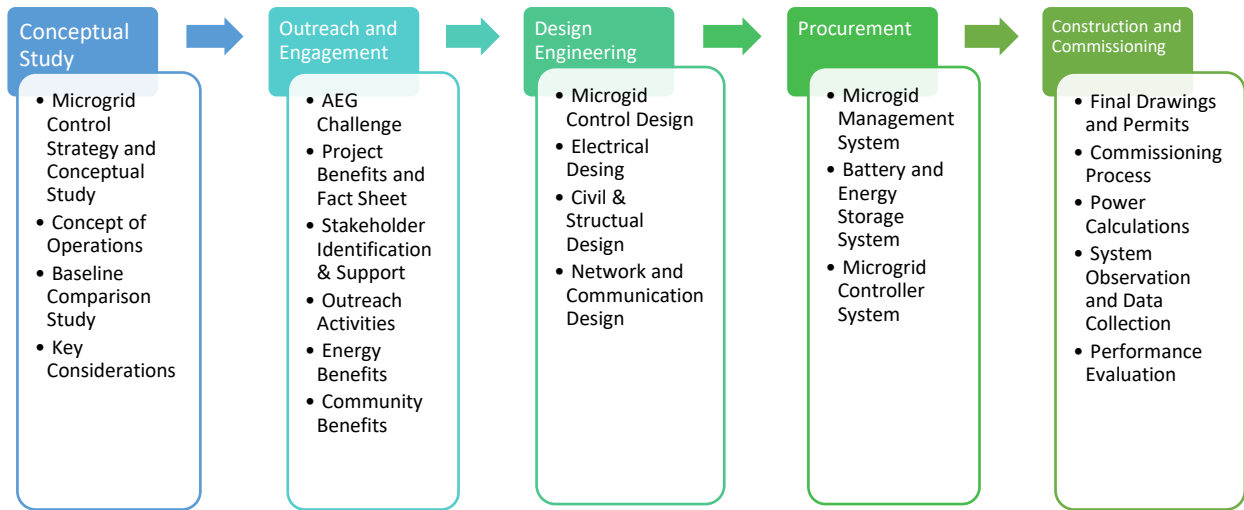 Conceptual
Study
• Microgrid
Control
Strategy and
Conceptual
Study
• Concept of
Operations
• Baseline
Comparison
Study
• Key
Considerations
Outreach and
Engagement
• AEG
Challenge
• Project
Benefits and
Fact Sheet
• Stakeholder
Identification
& Support
• Outreach
Activities
• Energy
Benefits
• Community
Benefits
Design
Engineering
• Microgid
Control Design
• Electrical
Desing
• Civil &
Structual
Design
• Network and
Communication
Design
Procurement
• Microgid
Management
System
• Battery and
Energy
Storage
System
• Microgrid
Controller
System
Construction and
Commissioning
• Final Drawings
and Permits
• Commissioning
Process
• Power
Calculations
• System
Observation
and Data
Collection
• Performance
Evaluation